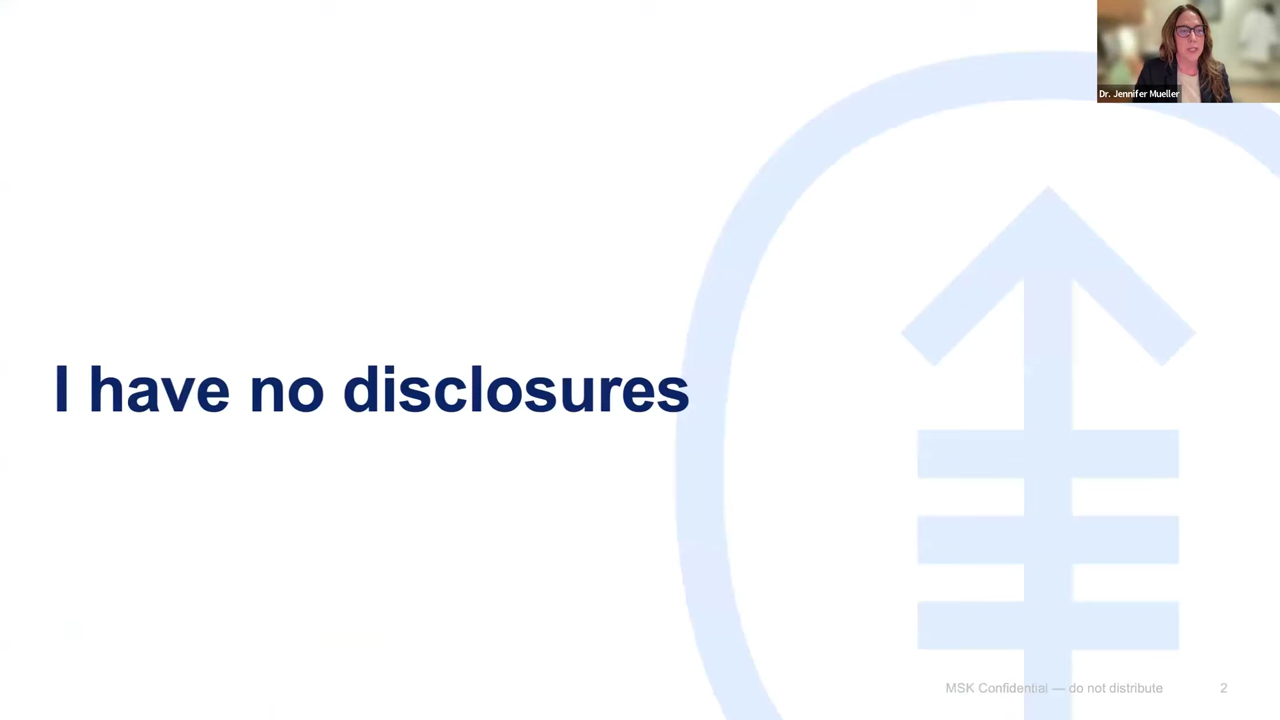 Dr. Jennifer Mueller
I have no disclosures
MSK Confidential — do not distribute
2